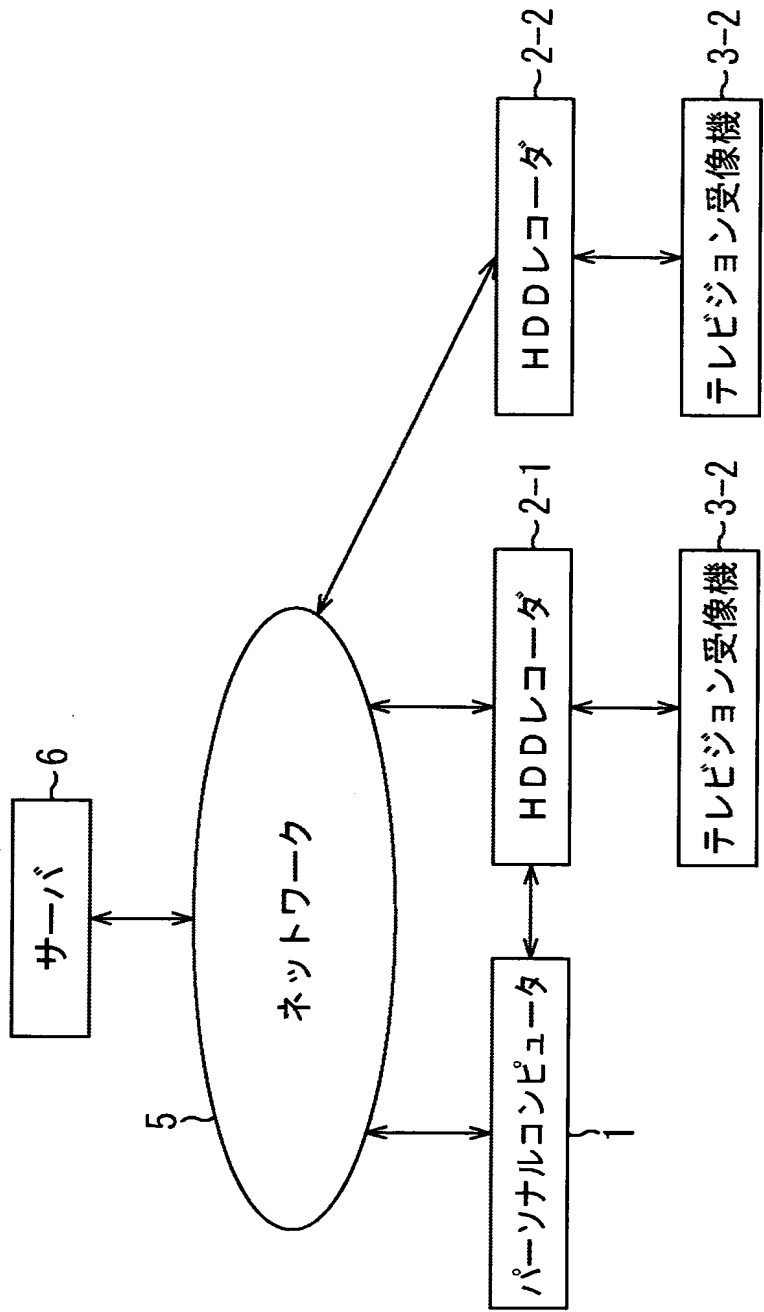 サーバ
~6
5
ネットワーク
パーソナルコンピュータ
1
HDDレコーダ
~2-1
HDDレコーダ
~2-2
テレビジョン受像機
~3-2
テレビジョン受像機
~3-2